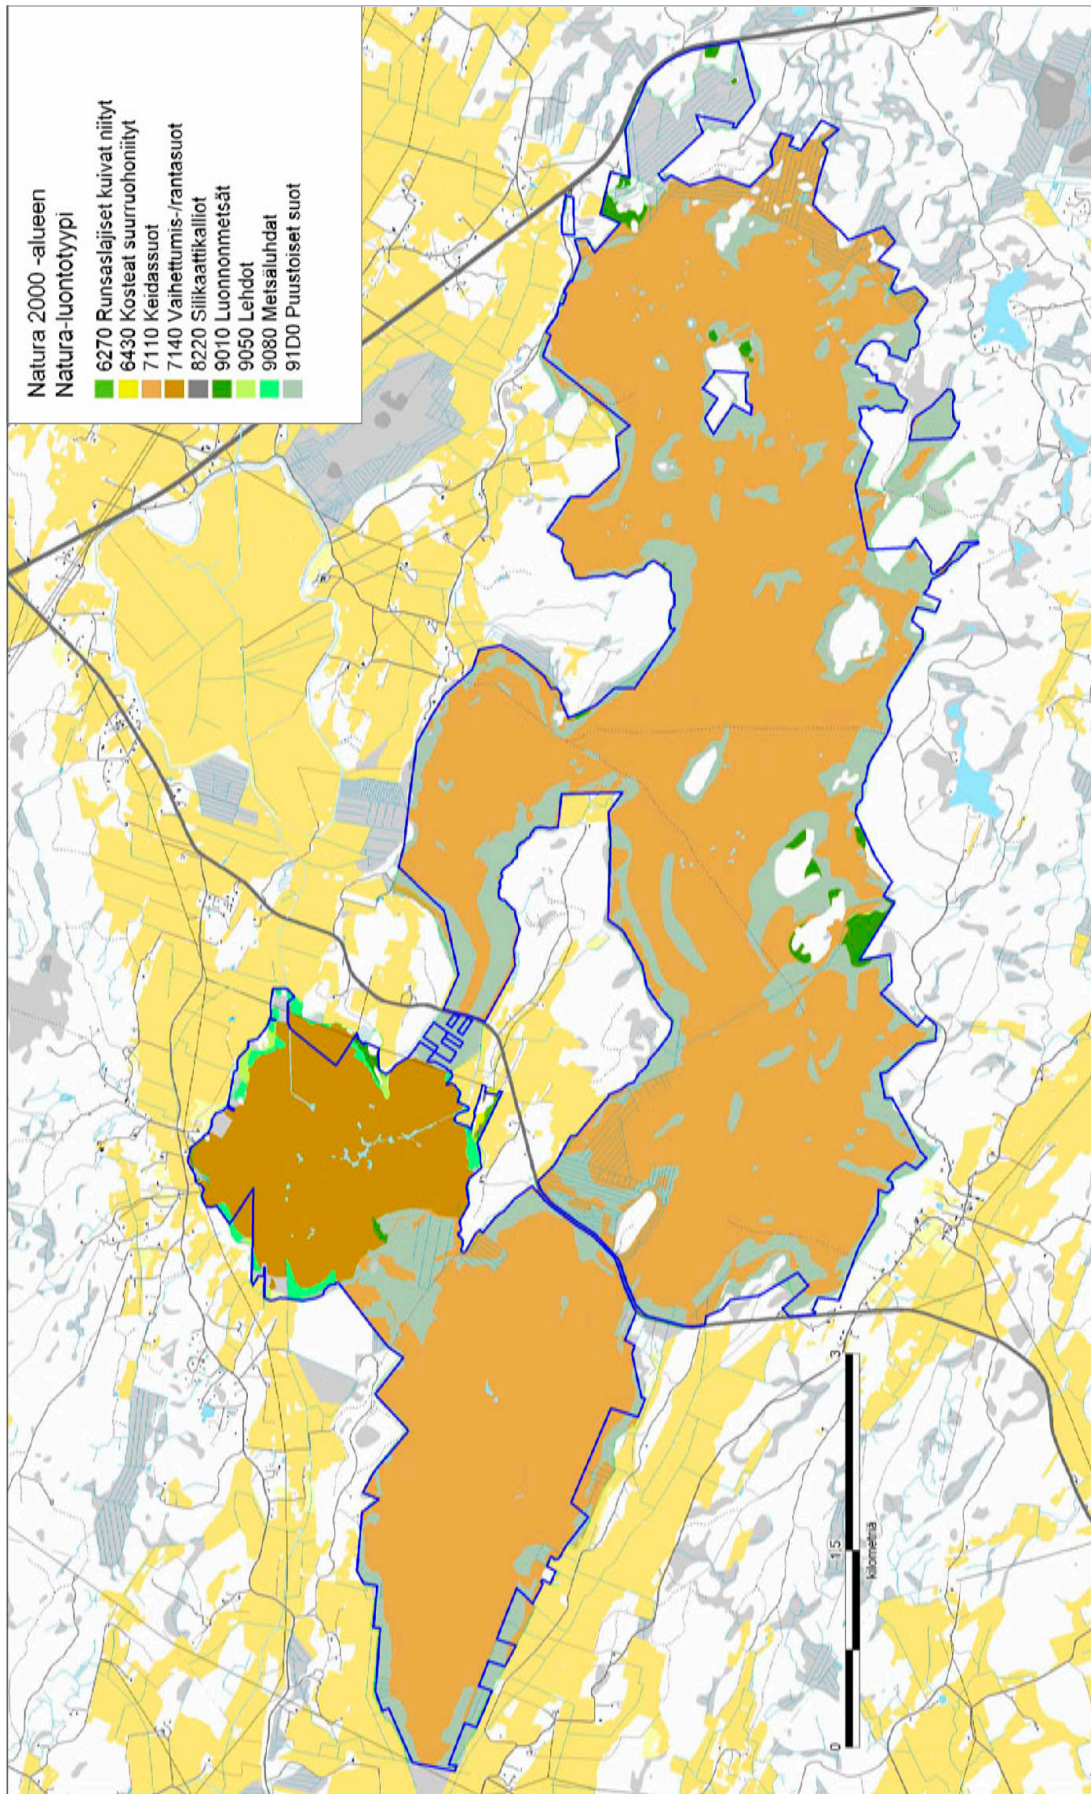 Natura 2000 -alueen
Natura-luontotyypi
6270 Runsaslajiset kuivat niityt
6430 Kosteat suurruohoniityt
7110 Keidassuot
7140 Vaihettumis-/rantasuot
8220 Silikaattikalliot
9010 Luonnonmetsät
9050 Lehdot
9080 Metsäluhdat
91D0 Puustoiset suot
0
1,5
3
kilometriä